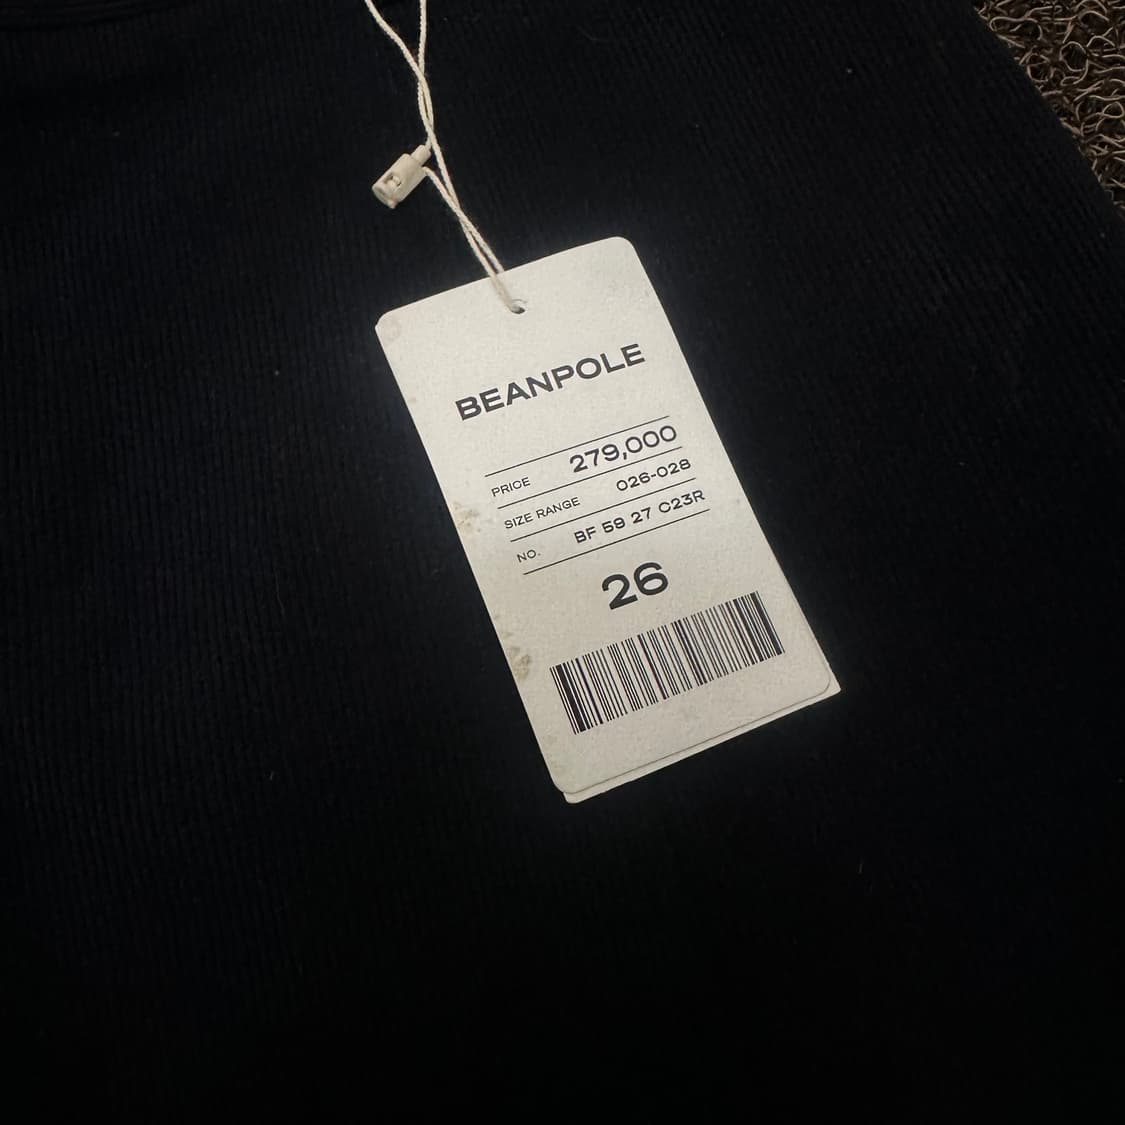 BEANPOLE
PRICE 279,000
SIZE RANGE 026-028
NO. BF 59 27 C23R
26